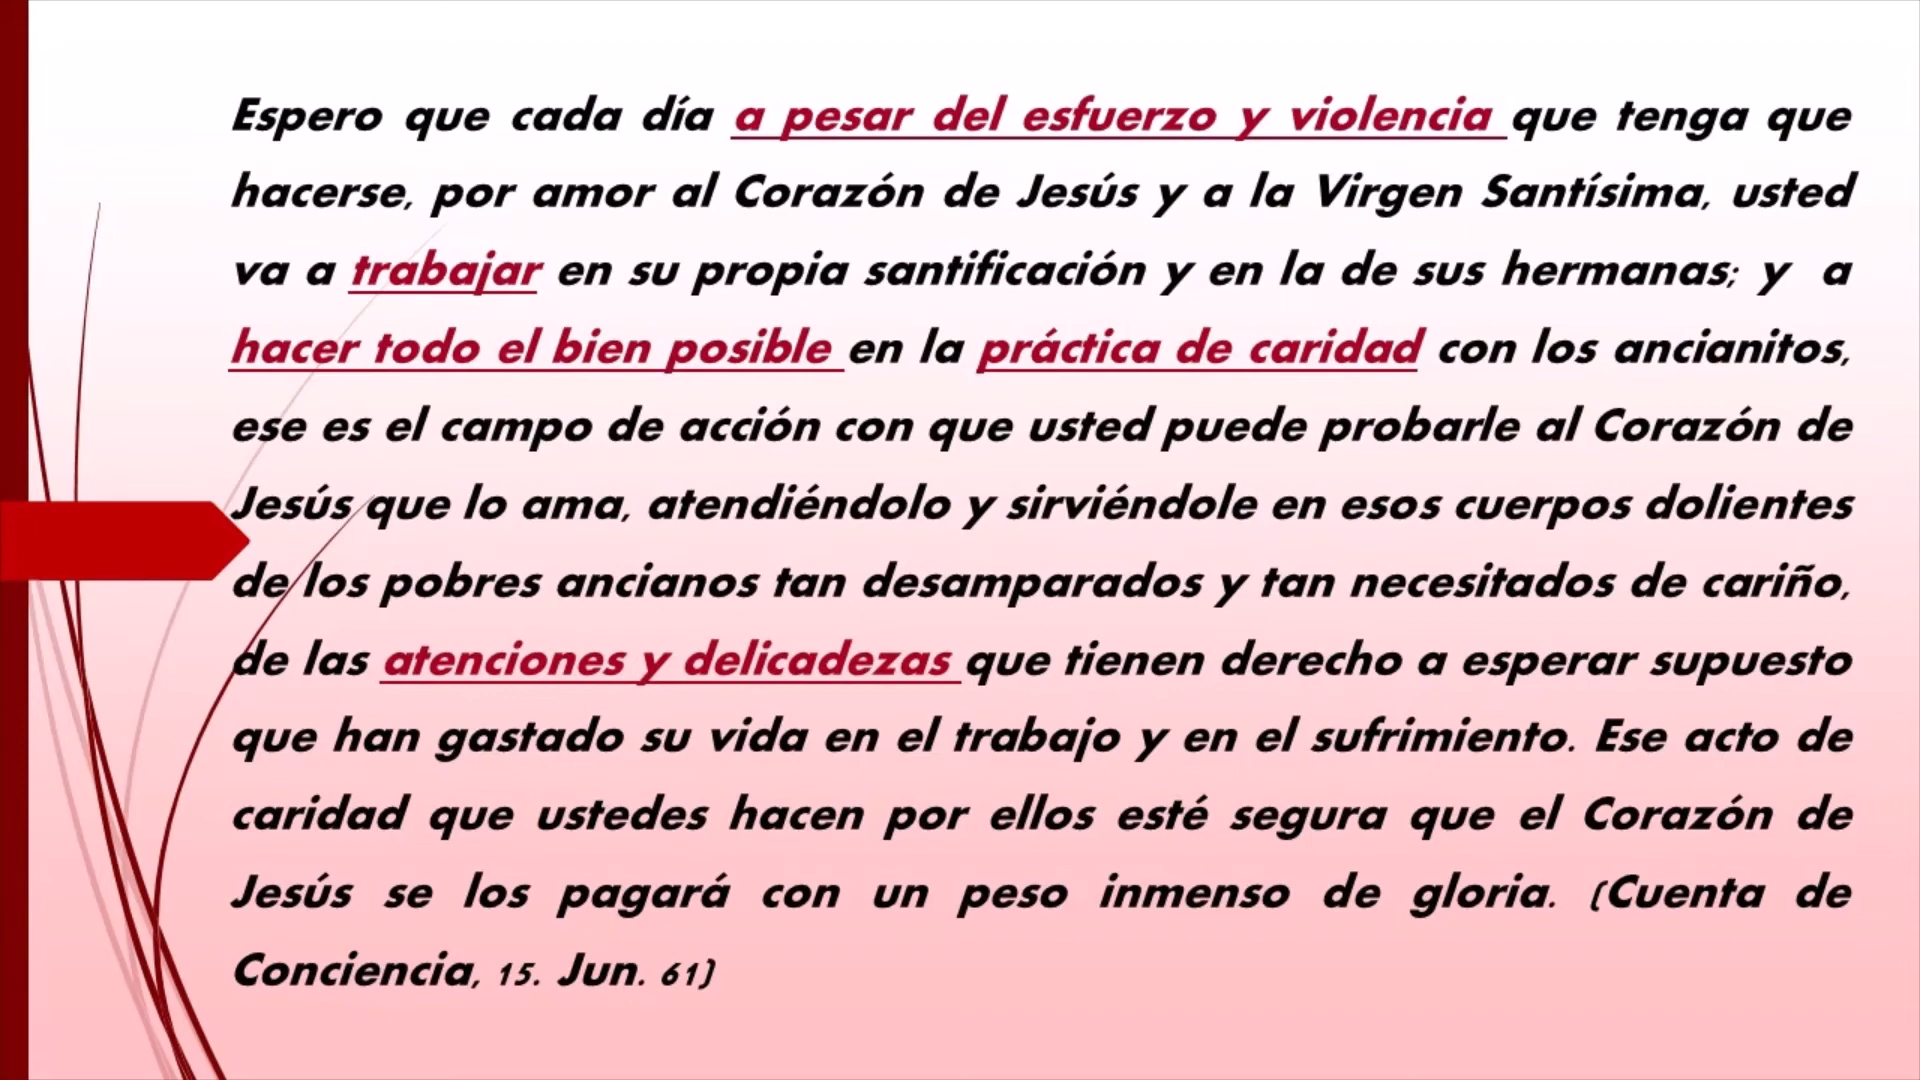 Espero que cada día a pesar del esfuerzo y violencia que tenga que
hacerse, por amor al Corazón de Jesús y a la Virgen Santísima, usted
va a trabajar en su propia santificación y en la de sus hermanas; y a
hacer todo el bien posible en la práctica de caridad con los ancianitos,
ese es el campo de acción con que usted puede probarle al Corazón de
Jesús que lo ama, atendiéndolo y sirviéndole en esos cuerpos dolientes
de los pobres ancianos tan desamparados y tan necesitados de cariño,
de las atenciones y delicadezas que tienen derecho a esperar supuesto
que han gastado su vida en el trabajo y en el sufrimiento. Ese acto de
caridad que ustedes hacen por ellos esté segura que el Corazón de
Jesús se los pagará con un peso inmenso de gloria. (Cuenta de
Conciencia, 15. Jun. 61)